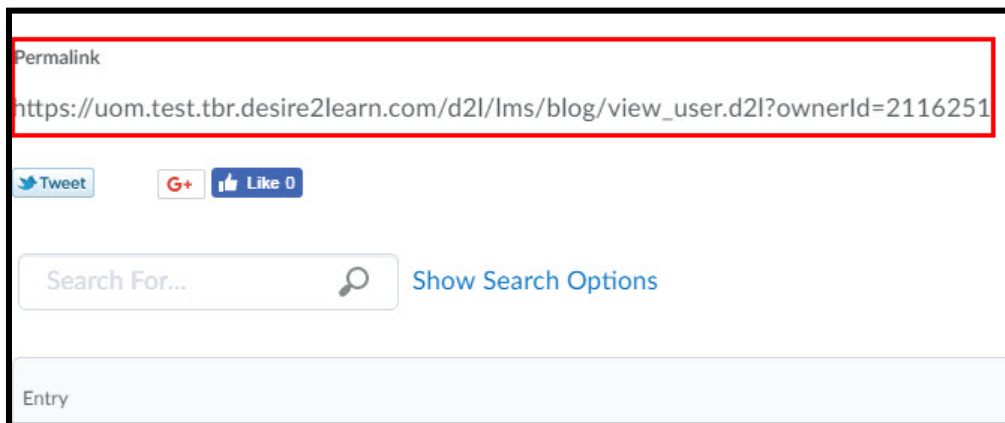 Permalink
https://uom.test.tbr.desire2learn.com/d2l/lms/blog/view_user.d2l?ownerId=2116251
Tweet G+ Like 0
Search For... Show Search Options
Entry